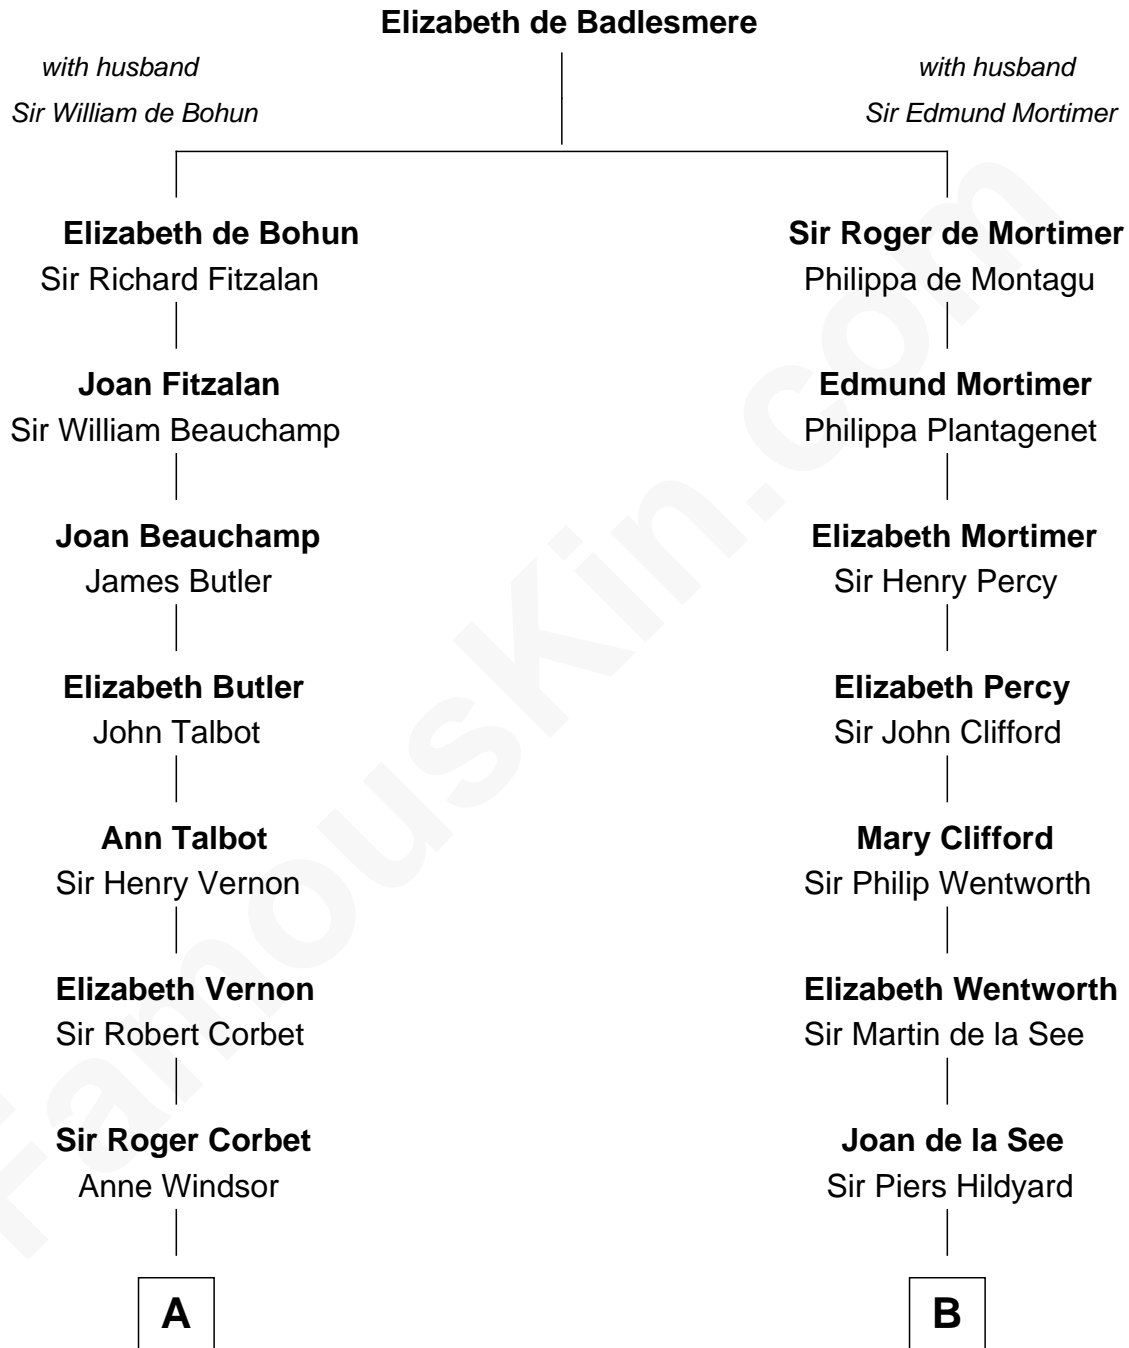 Elizabeth de Badlesmere
with husband
Sir William de Bohun
with husband
Sir Edmund Mortimer
Elizabeth de Bohun
Sir Richard Fitzalan
Sir Roger de Mortimer
Philippa de Montagu
Joan Fitzalan
Sir William Beauchamp
Edmund Mortimer
Philippa Plantagenet
Joan Beauchamp
James Butler
Elizabeth Mortimer
Sir Henry Percy
Elizabeth Butler
John Talbot
Elizabeth Percy
Sir John Clifford
Ann Talbot
Sir Henry Vernon
Mary Clifford
Sir Philip Wentworth
Elizabeth Vernon
Sir Robert Corbet
Elizabeth Wentworth
Sir Martin de la See
Sir Roger Corbet
Anne Windsor
Joan de la See
Sir Piers Hildyard
A
B
FamousKin.com